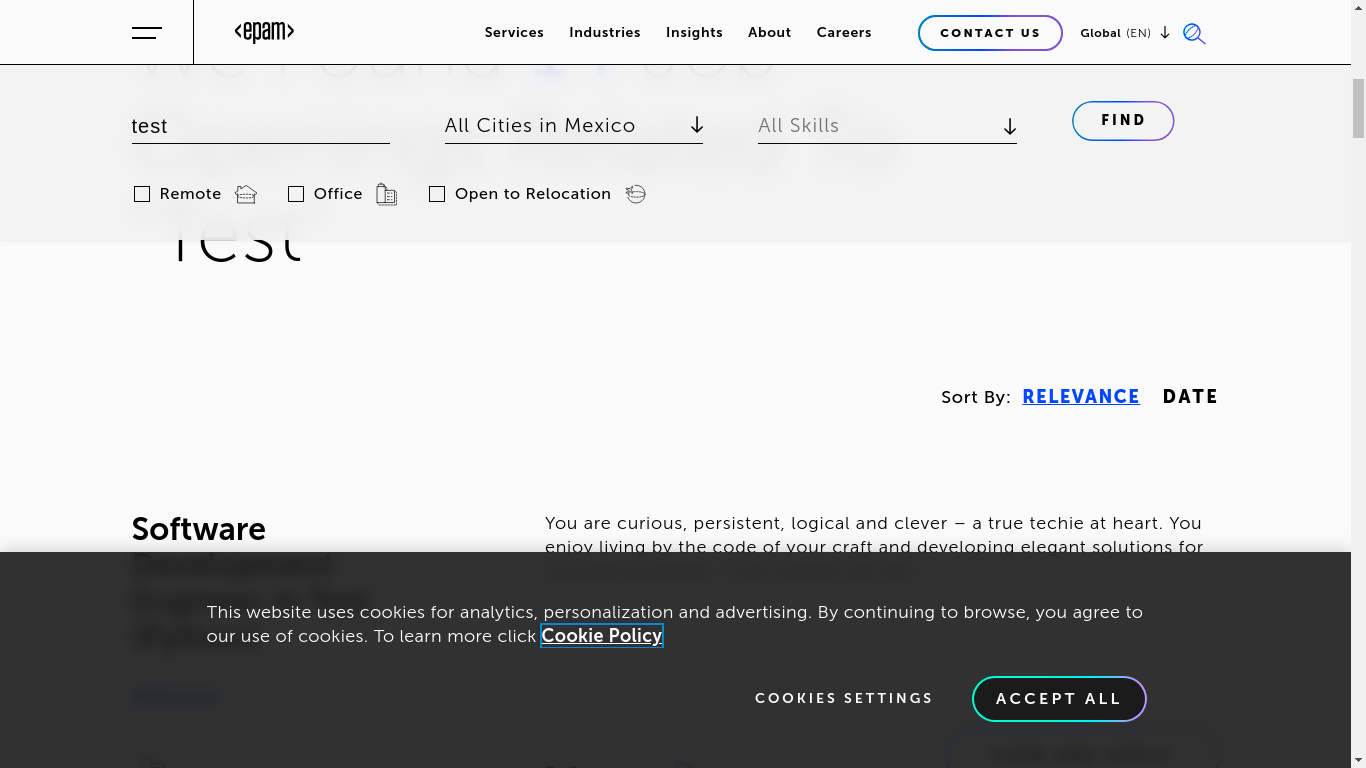 <epam>
Services Industries Insights About Careers
CONTACT US
Global (EN)
We Found Job
test
All Cities in Mexico
All Skills
FIND
Remote
Office
Open to Relocation
Test
Sort By: RELEVANCE DATE
Software
You are curious, persistent, logical and clever – a true techie at heart. You
enjoy living by the code of your craft and developing elegant solutions for
This website uses cookies for analytics, personalization and advertising. By continuing to browse, you agree to
our use of cookies. To learn more click Cookie Policy
COOKIES SETTINGS
ACCEPT ALL